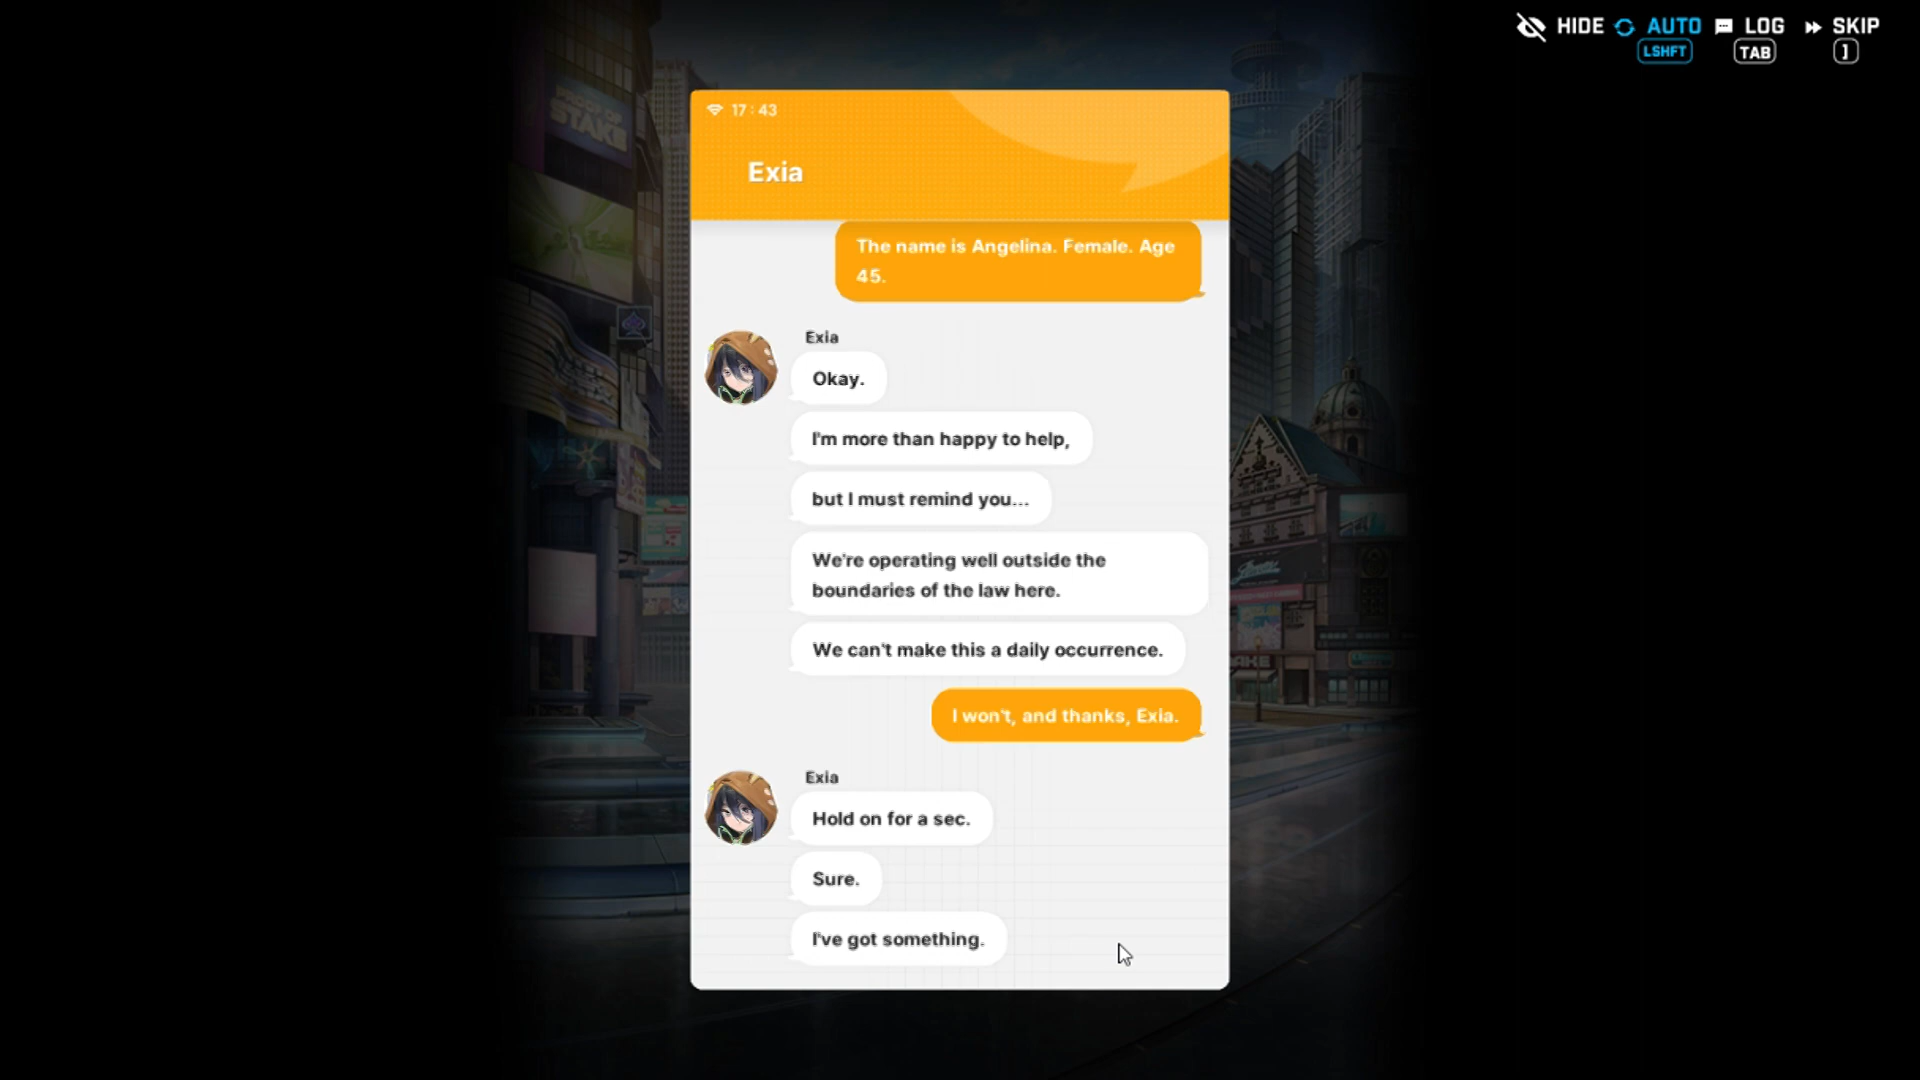 HIDE AUTO LOG SKIP
LSHFT TAB ]
17:43
Exia
The name is Angelina. Female. Age
45.
Exia
Okay.
I'm more than happy to help,
but I must remind you...
We're operating well outside the
boundaries of the law here.
We can't make this a daily occurrence.
I won't, and thanks, Exia.
Exia
Hold on for a sec.
Sure.
I've got something.
STAKE